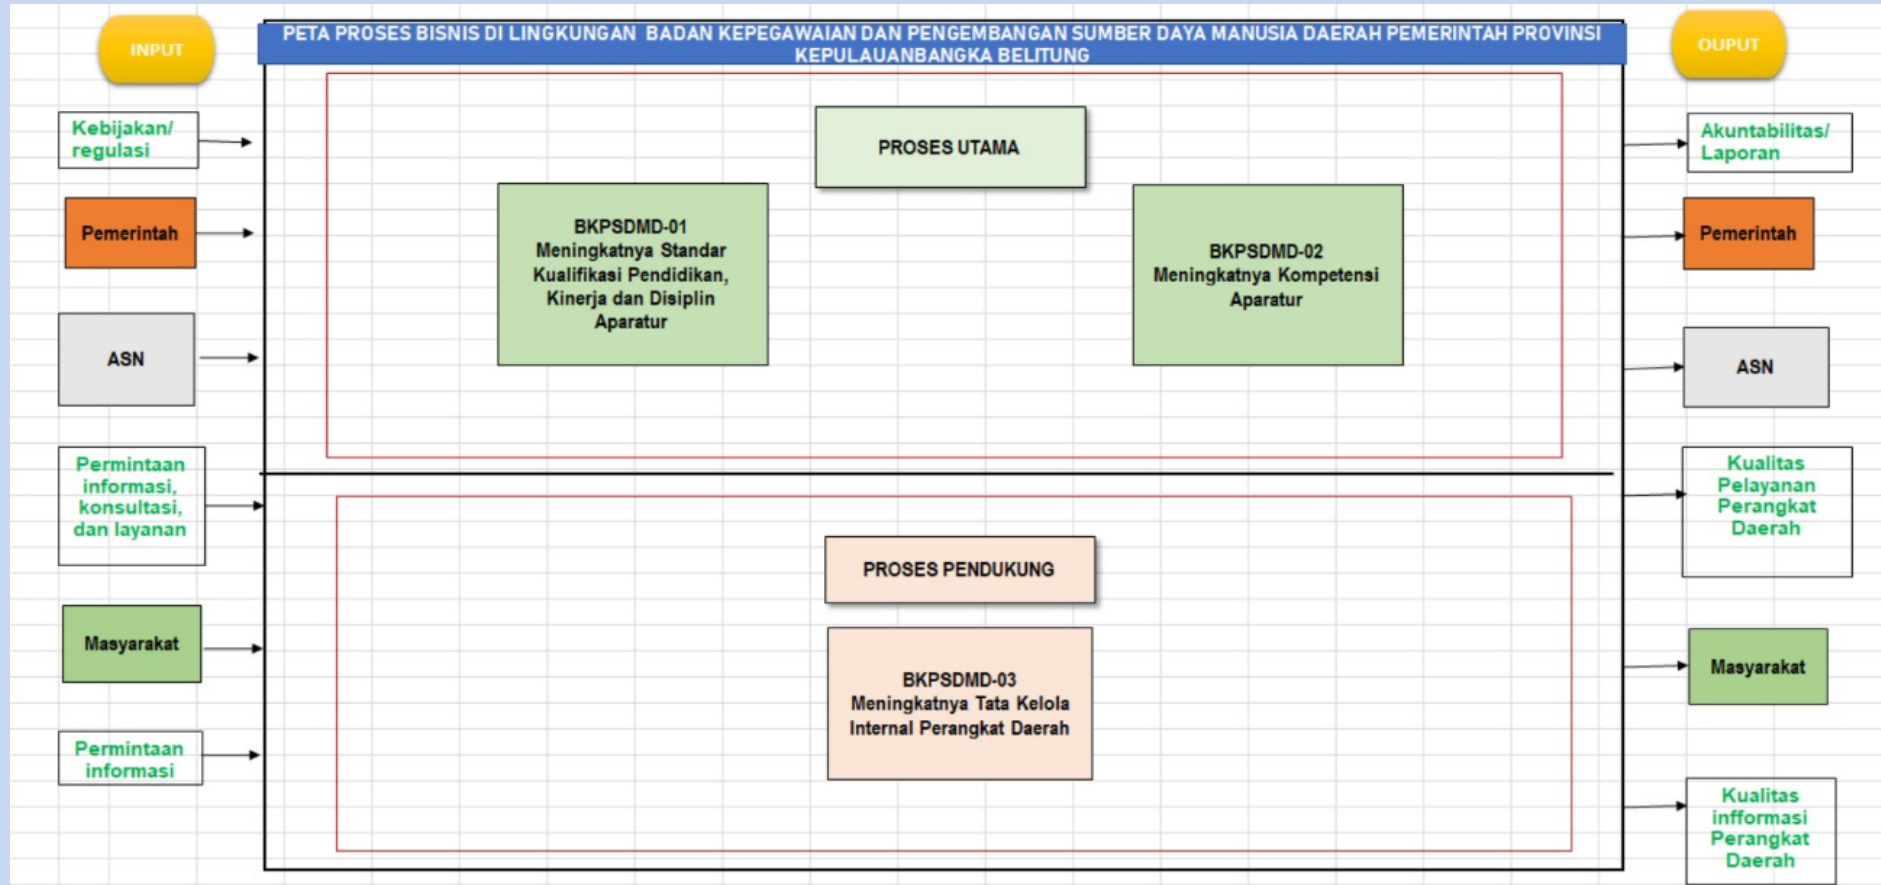 INPUT
PETA PROSES BISNIS DI LINGKUNGAN BADAN KEPEGAWAIAN DAN PENGEMBANGAN SUMBER DAYA MANUSIA DAERAH PEMERINTAH PROVINSI
KEPULAUANBANGKA BELITUNG
OUPUT
Kebijakan/
regulasi
Pemerintah
ASN
Permintaan
informasi,
konsultasi,
dan layanan
Masyarakat
Permintaan
informasi
PROSES UTAMA
BKPSDMD-01
Meningkatnya Standar
Kualifikasi Pendidikan,
Kinerja dan Disiplin
Aparatur
BKPSDMD-02
Meningkatnya Kompetensi
Aparatur
PROSES PENDUKUNG
BKPSDMD-03
Meningkatnya Tata Kelola
Internal Perangkat Daerah
Akuntabilitas/
Laporan
Pemerintah
ASN
Kualitas
Pelayanan
Perangkat
Daerah
Masyarakat
Kualitas
infformasi
Perangkat
Daerah